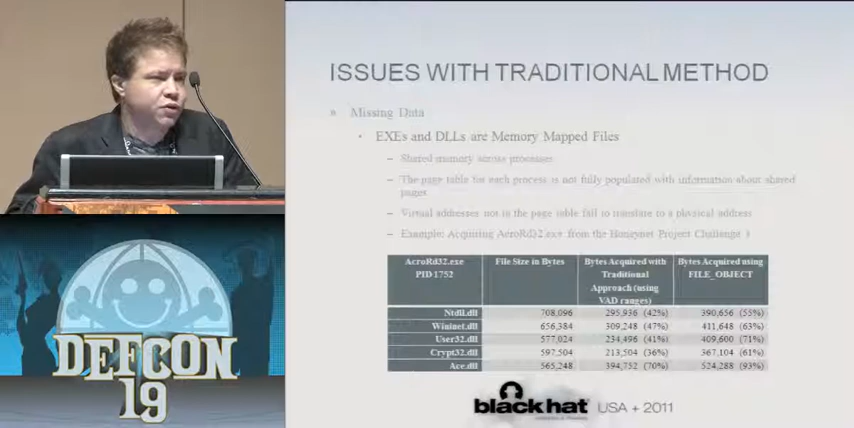 ISSUES WITH TRADITIONAL METHOD
Missing Data
• EXEs and DLLs are Memory Mapped Files
– Shared memory across processes
– The page table for each process is not fully populated with information about shared
pages
– Virtual addresses not in the page table fail to translate to a physical address
– Example: Acquiring AcroRd32.exe from the Honeynet Project Challenge 3
AcroRd32.exe
PID 1752
File Size in Bytes
Bytes Acquired with
Traditional
Approach (using
VAD ranges)
Bytes Acquired using
FILE_OBJECT
Ntdll.dll 708,096 295,936 (42%) 390,656 (55%)
Wininet.dll 656,384 309,248 (47%) 411,648 (63%)
User32.dll 577,024 234,496 (41%) 409,600 (71%)
Crypt32.dll 597,504 213,504 (36%) 367,104 (61%)
Ace.dll 565,248 394,752 (70%) 524,288 (93%)
black hat USA + 2011
DEFCON
19